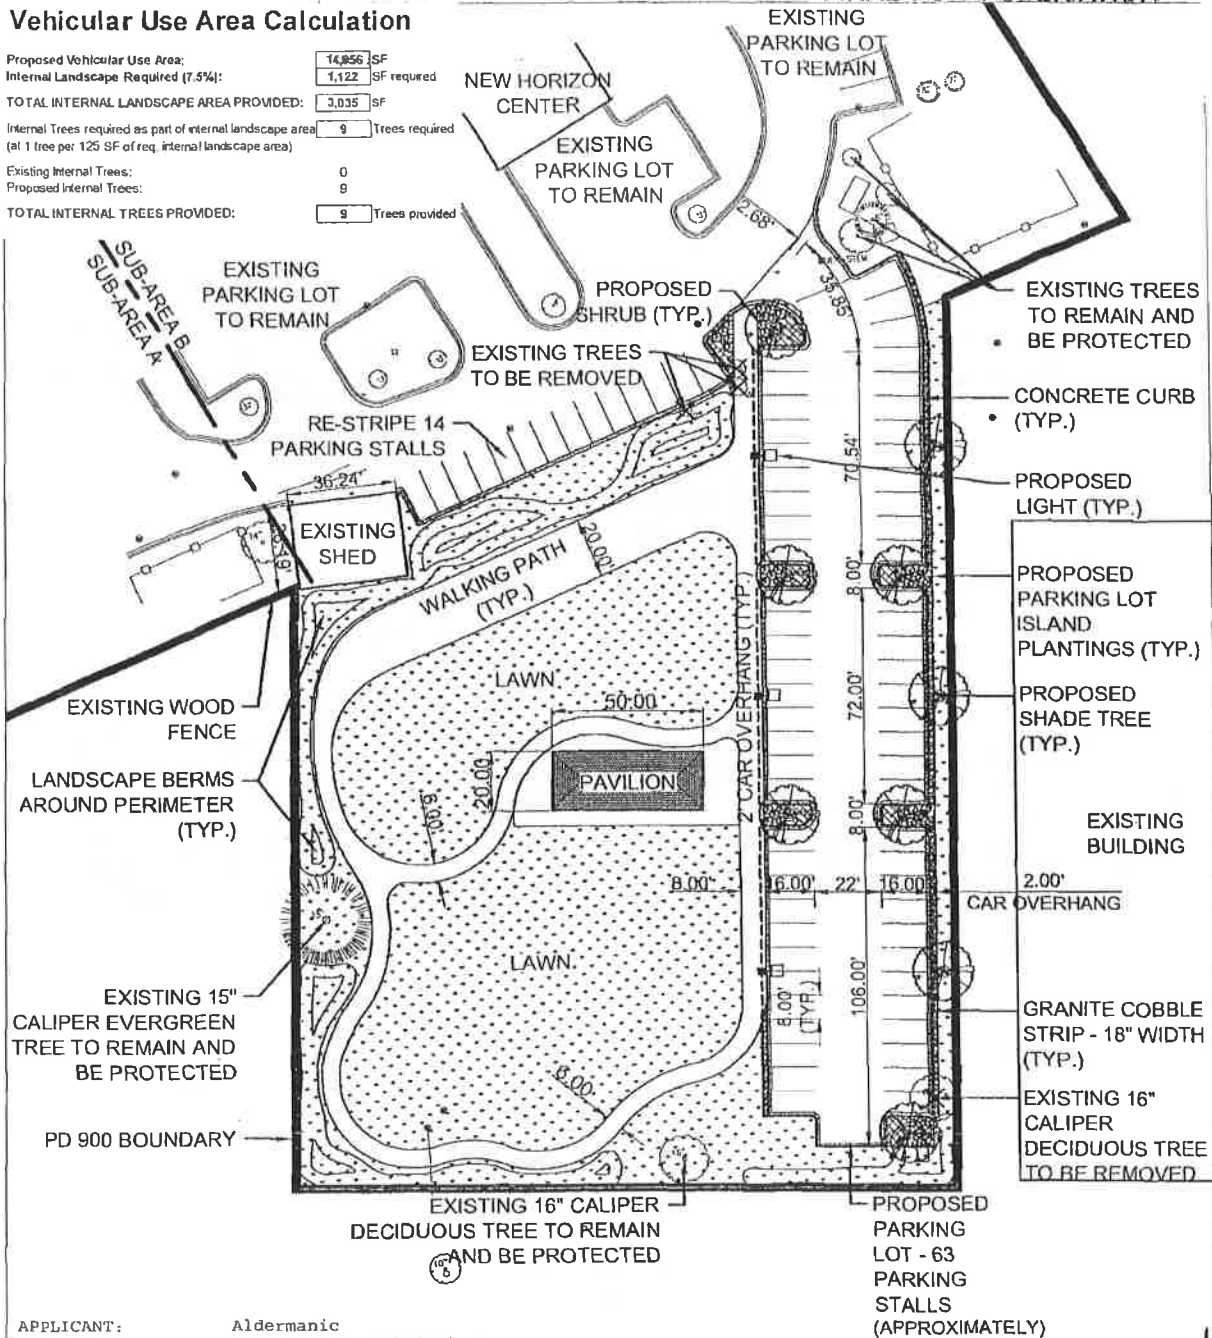 Vehicular Use Area Calculation
Proposed Vehicular Use Area: 14,956 SF
Internal Landscape Required (7.5%): 1,122 SF required
TOTAL INTERNAL LANDSCAPE AREA PROVIDED: 3,035 SF
Internal Trees required as part of internal landscape area 9 Trees required
(at 1 tree per 125 SF of req. internal landscape area)
Existing Internal Trees: 0
Proposed Internal Trees: 9
TOTAL INTERNAL TREES PROVIDED: 9 Trees provided
EXISTING
PARKING LOT
TO REMAIN
NEW HORIZON
CENTER
EXISTING
PARKING LOT
TO REMAIN
2.68'
SUB-AREA B
SUB-AREA A
EXISTING
PARKING LOT
TO REMAIN
PROPOSED
SHRUB (TYP.)
35.85'
EXISTING TREES
TO REMAIN AND
BE PROTECTED
EXISTING TREES
TO BE REMOVED
CONCRETE CURB
(TYP.)
RE-STRIPE 14
PARKING STALLS
70.54'
36.24'
PROPOSED
LIGHT (TYP.)
EXISTING
SHED
20.00'
WALKING PATH
(TYP.)
8.00'
PROPOSED
PARKING LOT
ISLAND
PLANTINGS (TYP.)
LAWN
50.00
2' CAR OVERHANG (TYP.)
72.00'
EXISTING WOOD
FENCE
PROPOSED
SHADE TREE
(TYP.)
20.00
PAVILION
LANDSCAPE BERMS
AROUND PERIMETER
(TYP.)
6.00'
8.00'
EXISTING
BUILDING
8.00'
16.00'
22'
16.00'
2.00'
CAR OVERHANG
15"
LAWN
8.00'
(TYP.)
106.00'
EXISTING 15"
CALIPER EVERGREEN
TREE TO REMAIN AND
BE PROTECTED
GRANITE COBBLE
STRIP - 18" WIDTH
(TYP.)
6.00'
EXISTING 16"
CALIPER
DECIDUOUS TREE
TO BE REMOVED
PD 900 BOUNDARY
EXISTING 16" CALIPER
DECIDUOUS TREE TO REMAIN
AND BE PROTECTED
PROPOSED
PARKING
LOT - 63
PARKING
STALLS
(APPROXIMATELY)
APPLICANT: Aldermanic